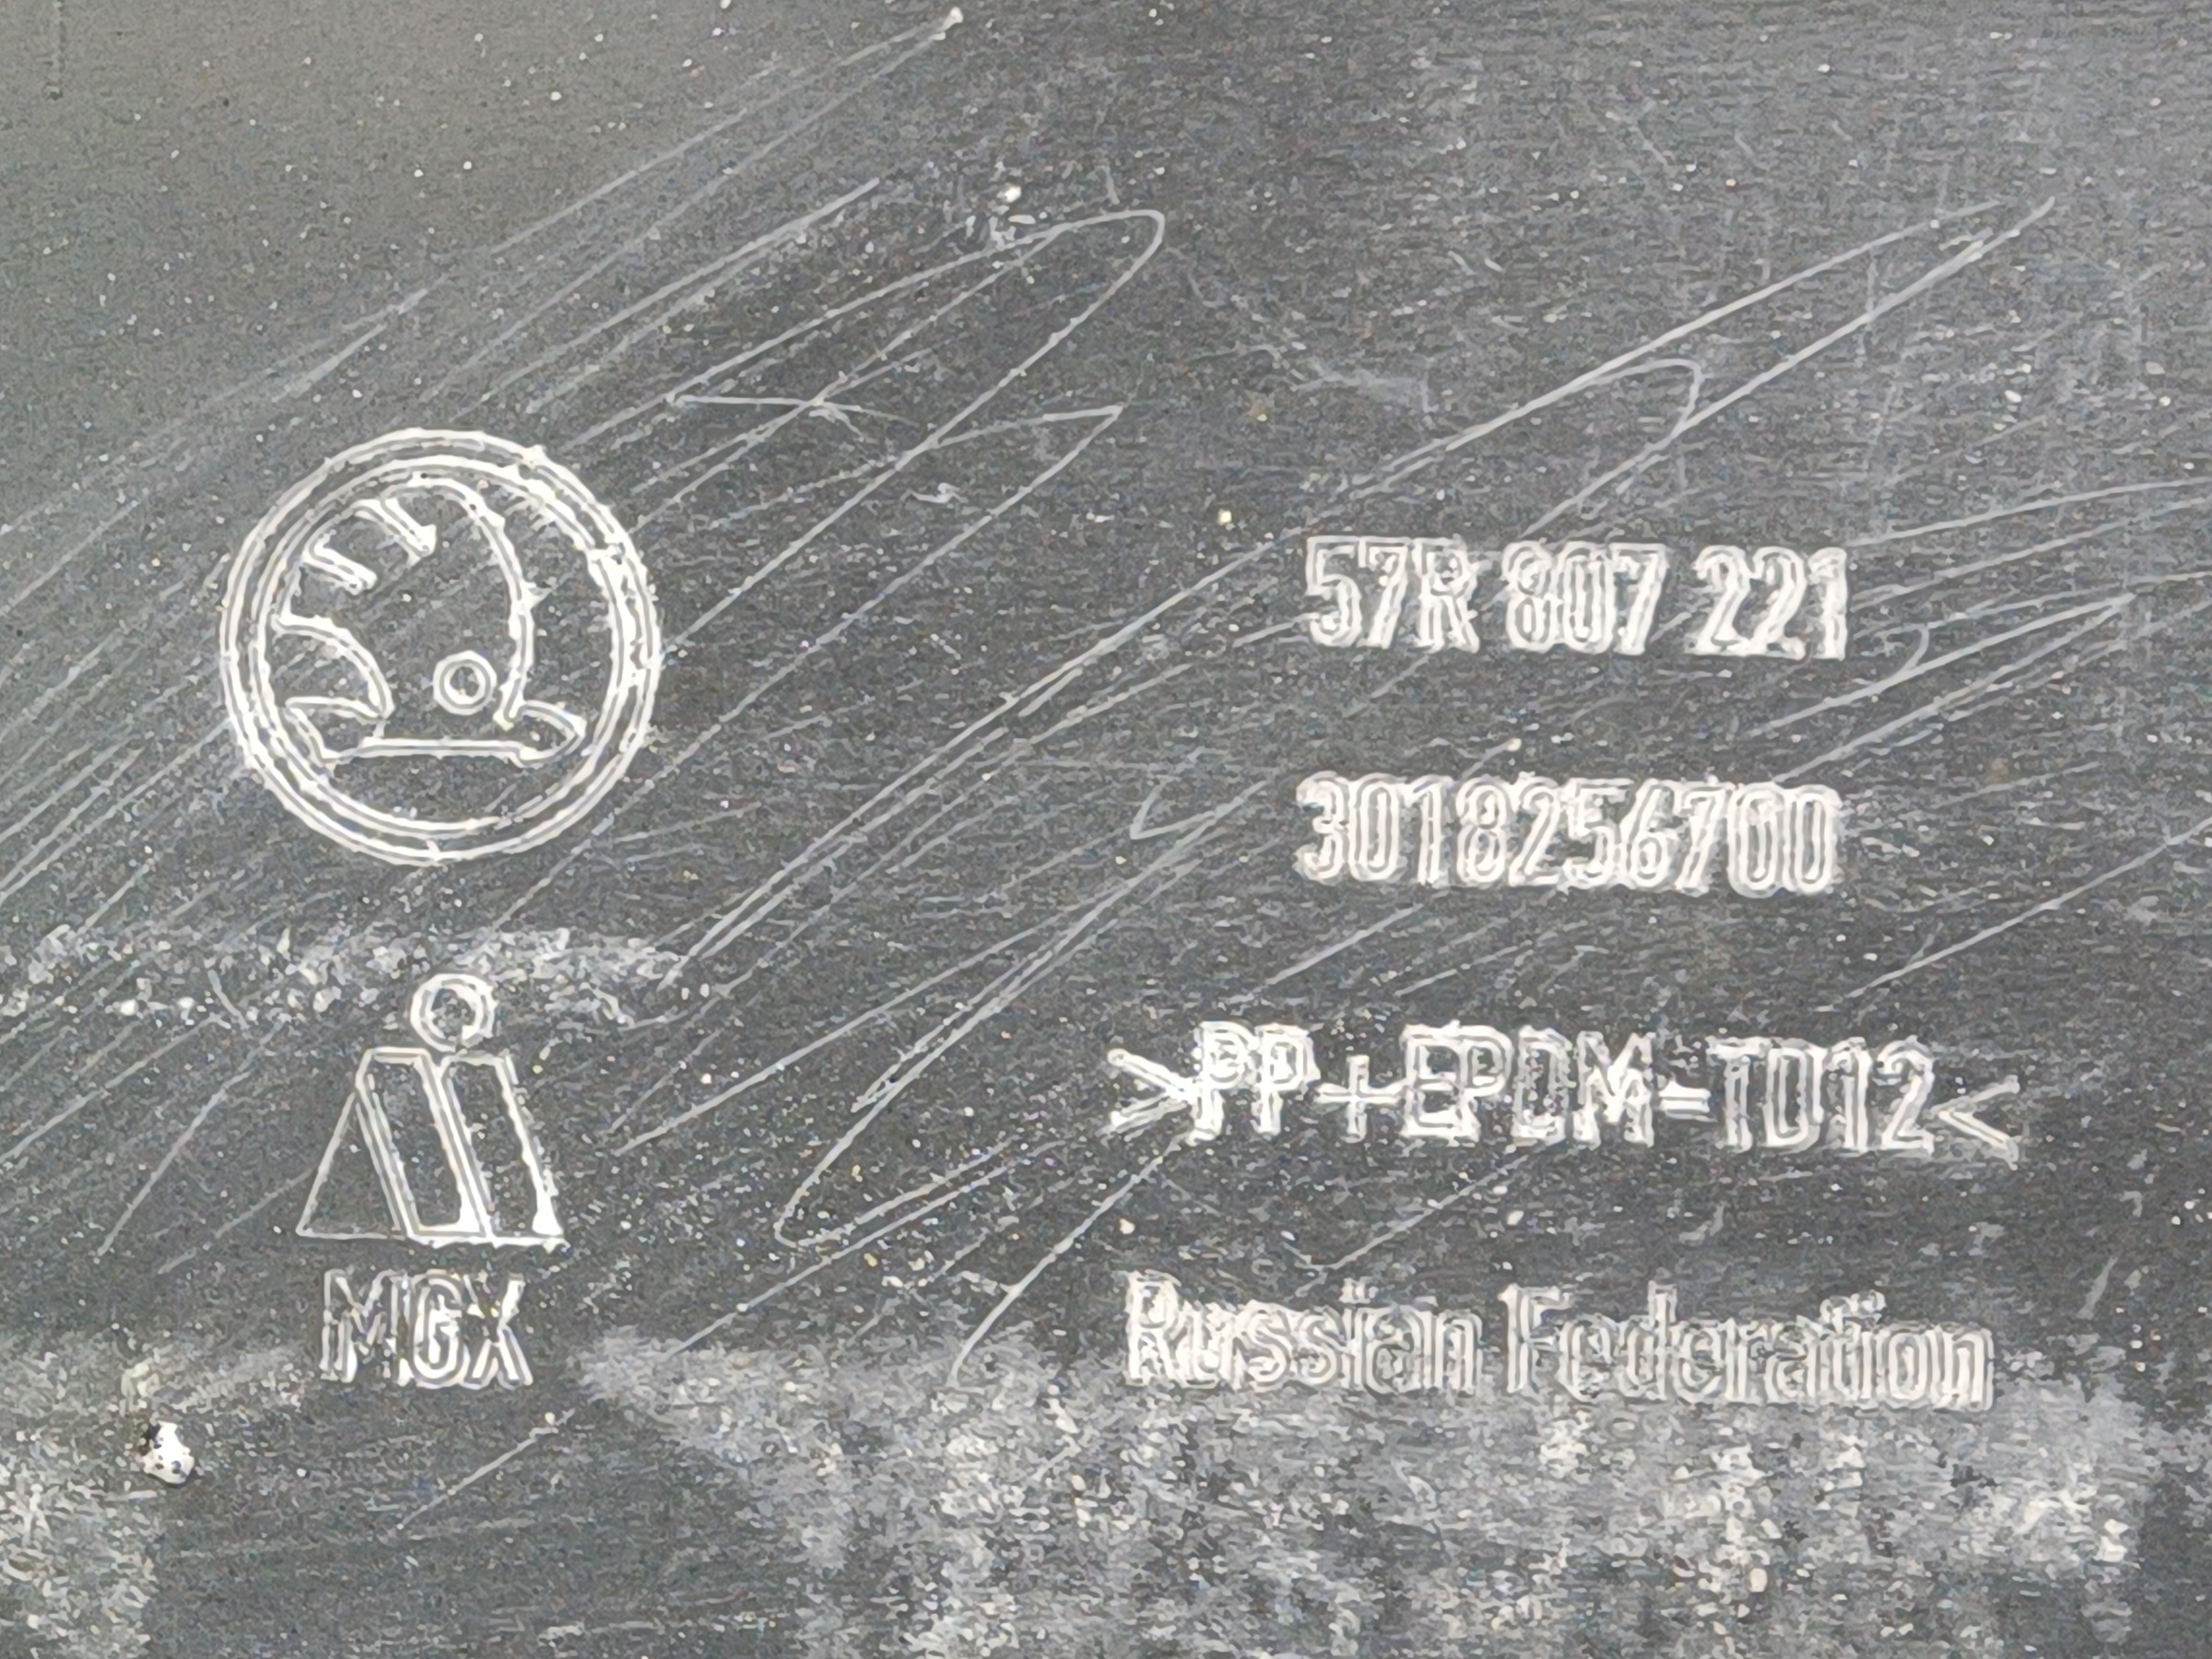 57R 807 221
3018256700
>PP+EPDM-TD12<
MGX
Russian Federation